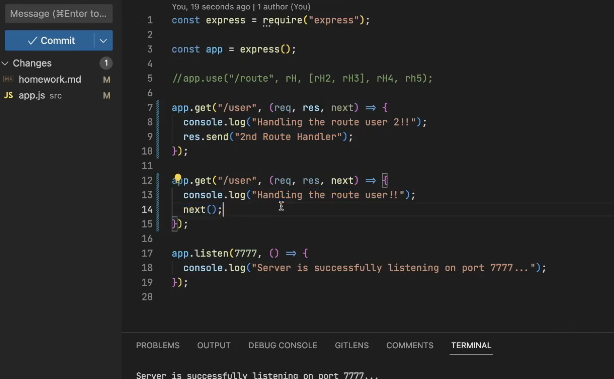 You, 19 seconds ago | 1 author (You)
Message (⌘Enter to...
✓ Commit
Changes 1
homework.md M
JS app.js src M
1 const express = require("express");
2
3 const app = express();
4
5 //app.use("/route", rH, [rH2, rH3], rH4, rh5);
6
7 app.get("/user", (req, res, next) => {
8 console.log("Handling the route user 2!!");
9 res.send("2nd Route Handler");
10 });
11
12 app.get("/user", (req, res, next) => {
13 console.log("Handling the route user!!");
14 next();
15 });
16
17 app.listen(7777, () => {
18 console.log("Server is successfully listening on port 7777...");
19 });
20
PROBLEMS OUTPUT DEBUG CONSOLE GITLENS COMMENTS TERMINAL
Server is successfully listening on port 7777...